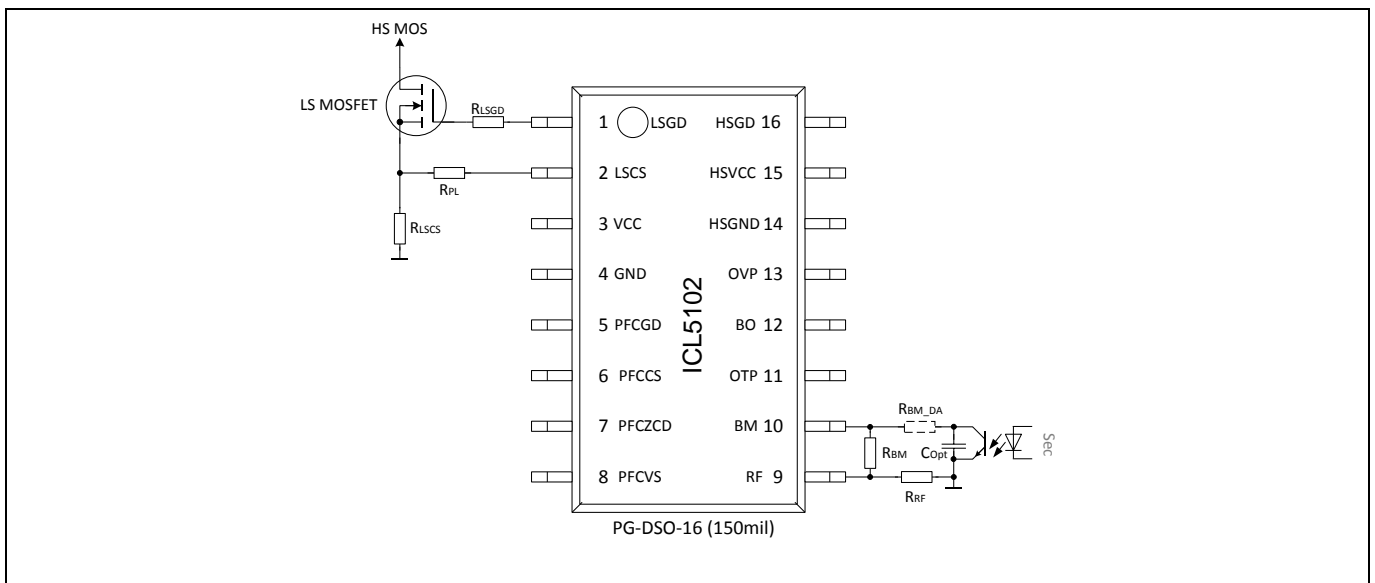 HS MOS
LS MOSFET
RLSGD
RPL
RLSCS
1 LSGD HSGD 16
2 LSCS HSVCC 15
3 VCC HSGND 14
4 GND OVP 13
5 PFCGD BO 12
6 PFCCS OTP 11
7 PFCZCD BM 10
8 PFCVS RF 9
ICL5102
RBM_DA
RBM
COpt
RRF
Sec
PG-DSO-16 (150mil)